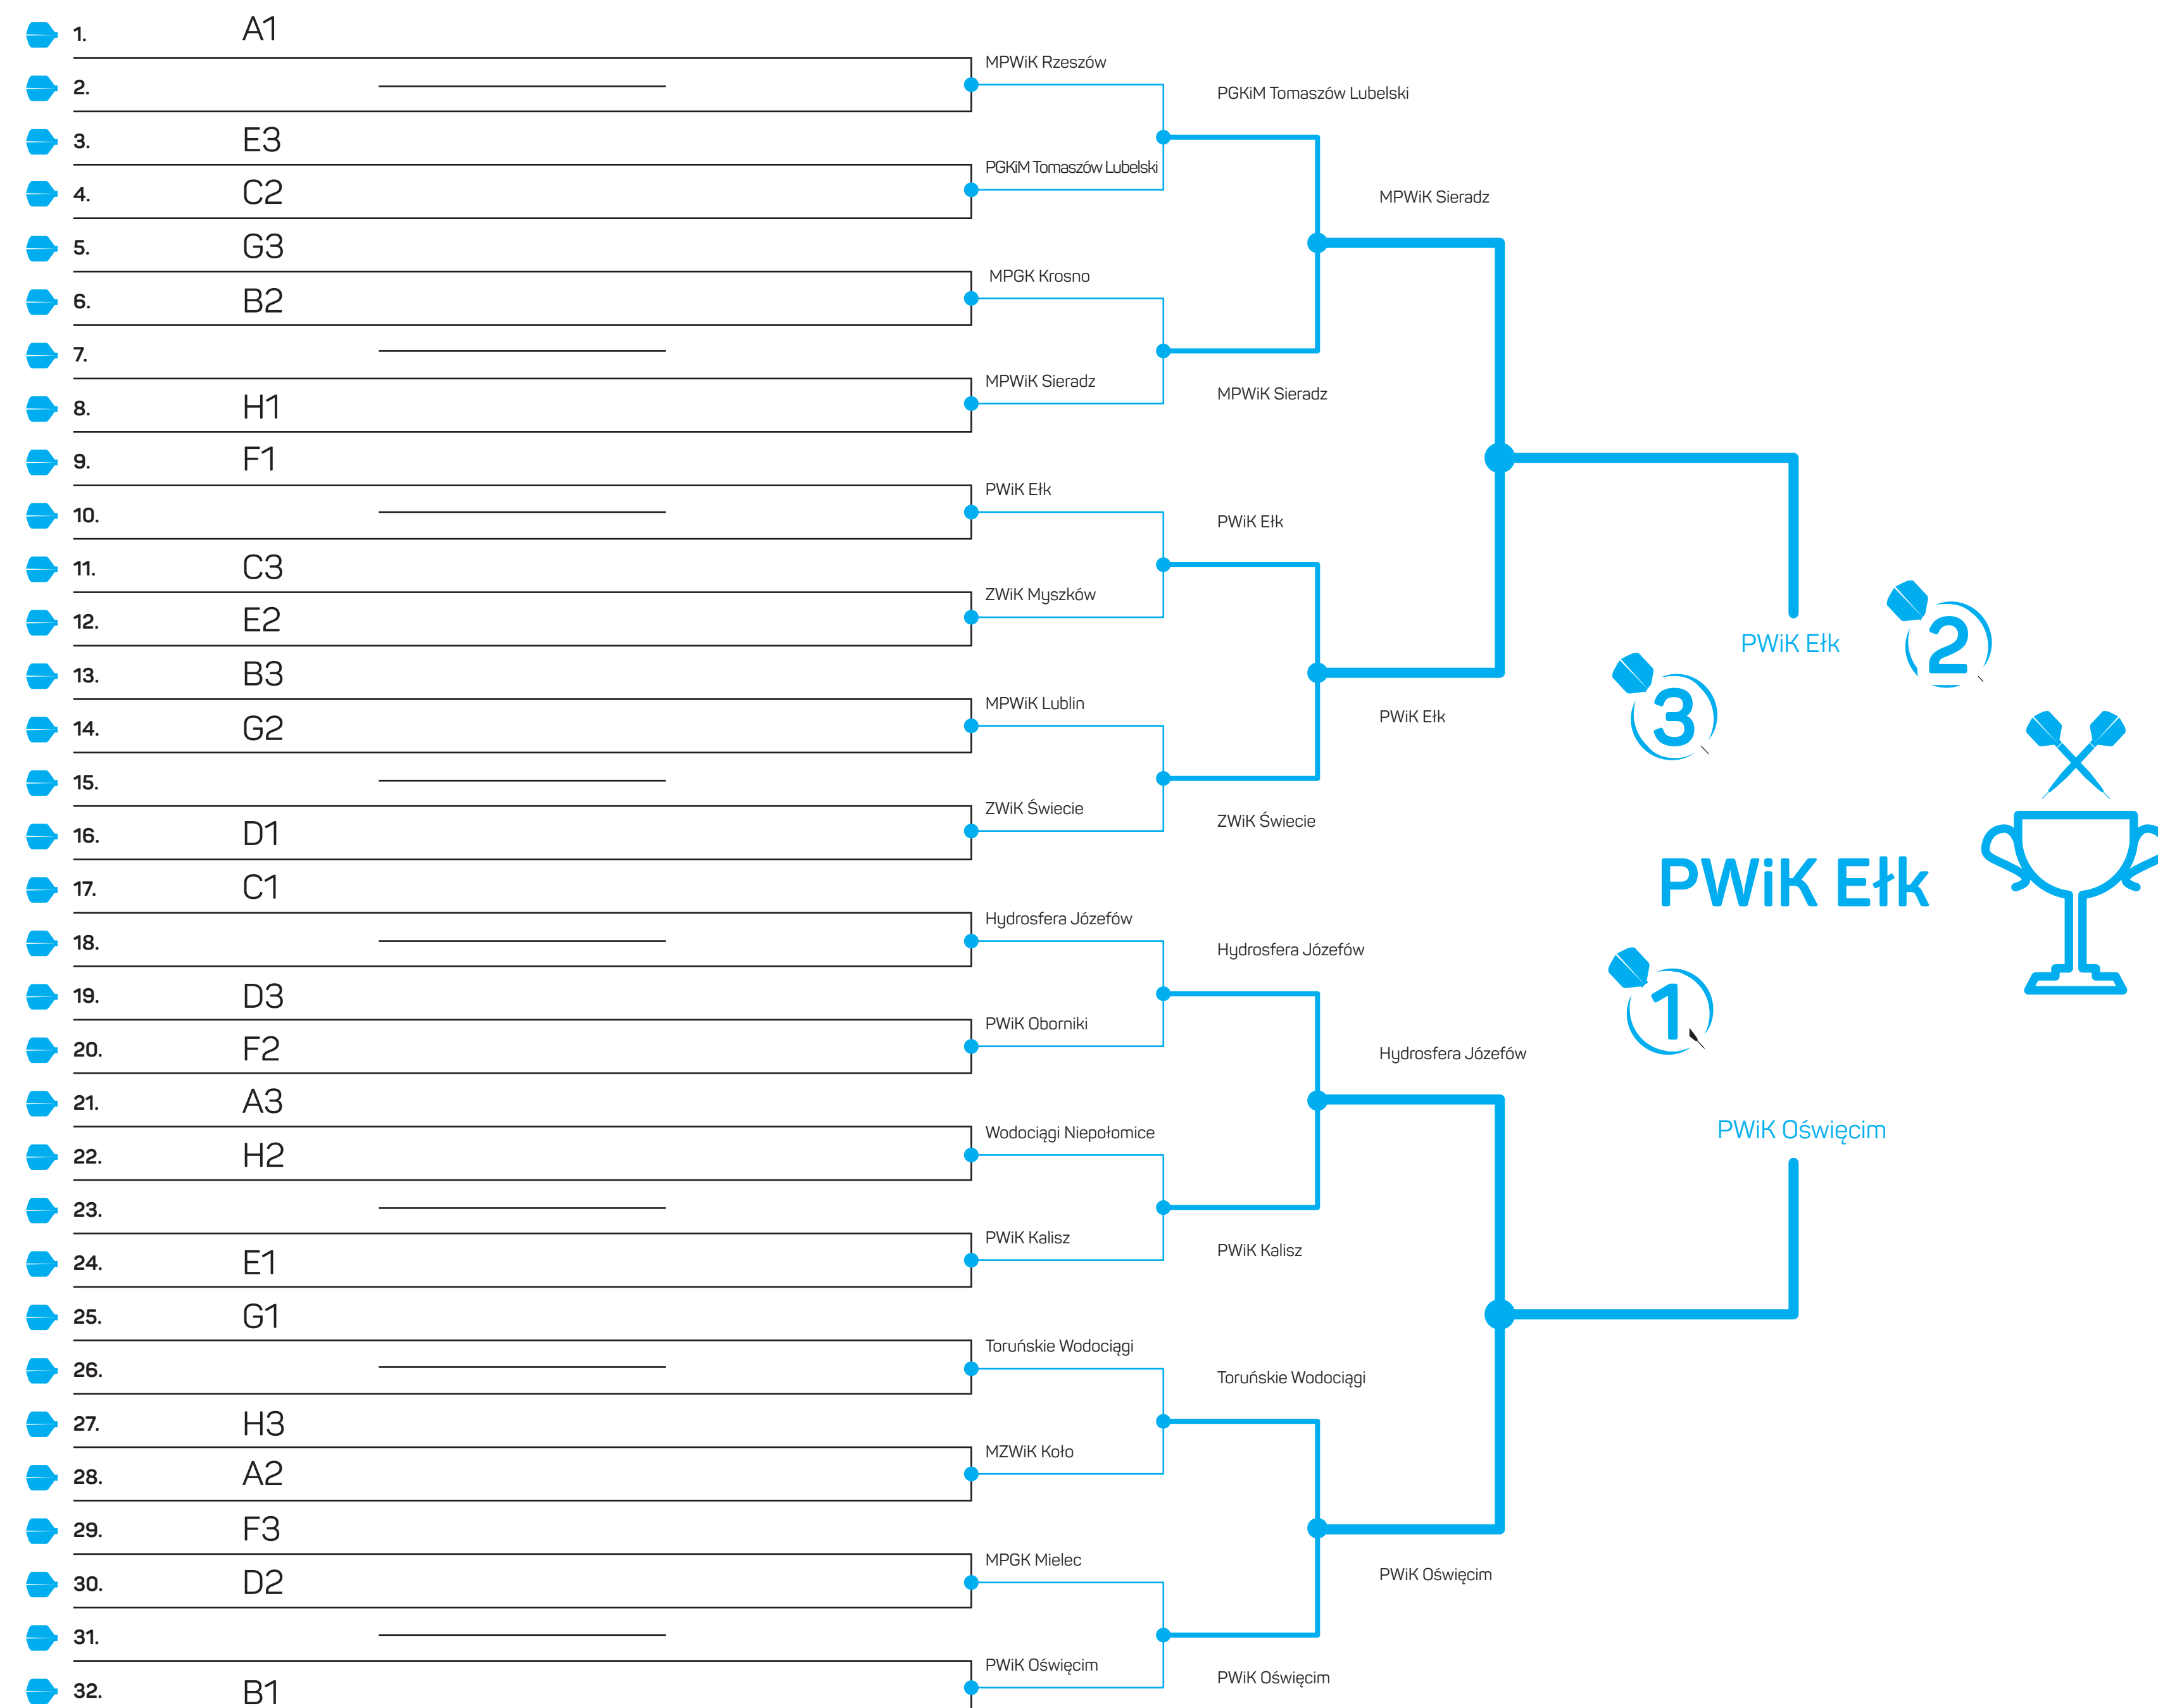 1. A1
2.
3. E3
4. C2
5. G3
6. B2
7.
8. H1
9. F1
10.
11. C3
12. E2
13. B3
14. G2
15.
16. D1
17. C1
18.
19. D3
20. F2
21. A3
22. H2
23.
24. E1
25. G1
26.
27. H3
28. A2
29. F3
30. D2
31.
32. B1
MPWiK Rzeszów
PGKiM Tomaszów Lubelski
MPGK Krosno
MPWiK Sieradz
PWiK Ełk
ZWiK Myszków
MPWiK Lublin
ZWiK Świecie
Hydrosfera Józefów
PWiK Oborniki
Wodociągi Niepołomice
PWiK Kalisz
Toruńskie Wodociągi
MZWiK Koło
MPGK Mielec
PWiK Oświęcim
PGKiM Tomaszów Lubelski
MPWiK Sieradz
PWiK Ełk
ZWiK Świecie
Hydrosfera Józefów
PWiK Kalisz
Toruńskie Wodociągi
PWiK Oświęcim
MPWiK Sieradz
PWiK Ełk
Hydrosfera Józefów
PWiK Oświęcim
PWiK Ełk
2
3
PWiK Ełk
1
PWiK Oświęcim